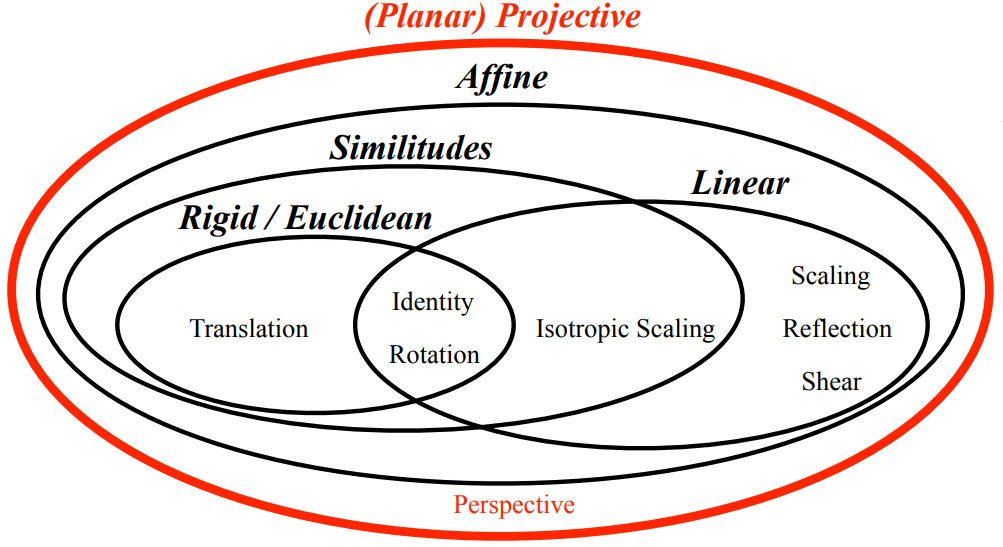 (Planar) Projective
Affine
Similitudes
Linear
Rigid / Euclidean
Scaling
Identity
Translation
Isotropic Scaling
Reflection
Rotation
Shear
Perspective